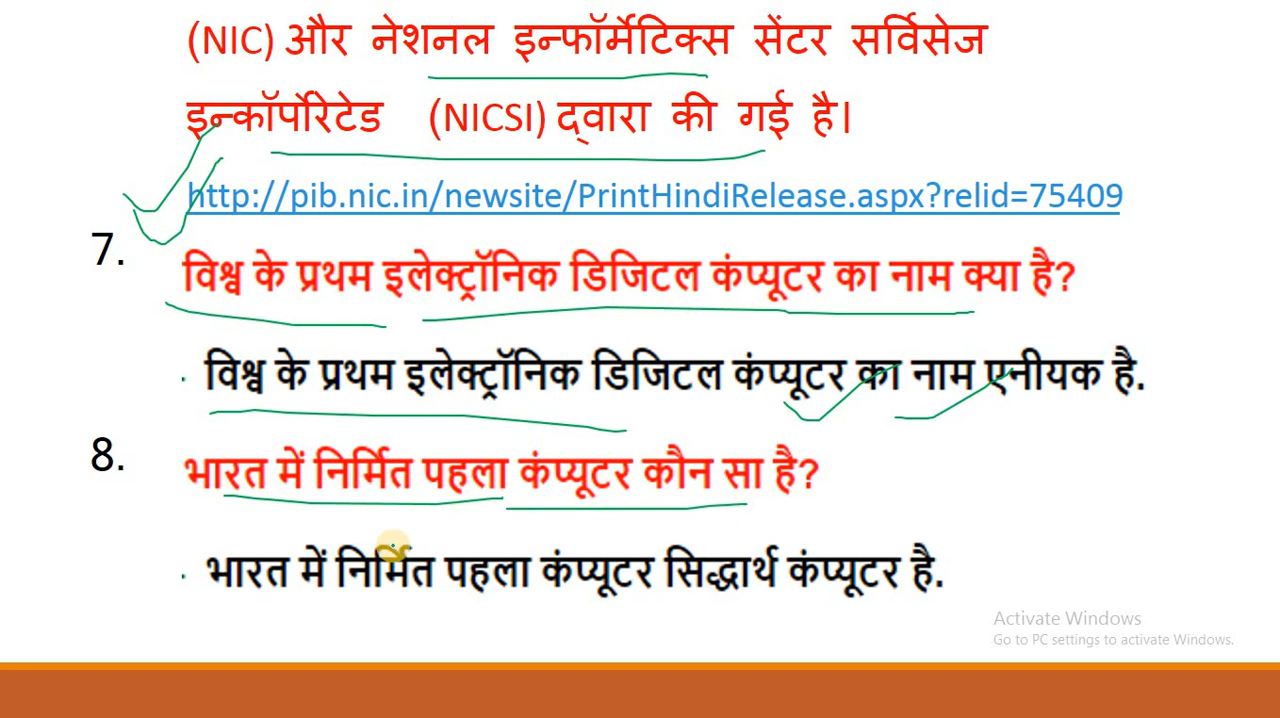 (NIC) और नेशनल इन्फॉर्मेटिक्स सेंटर सर्विसेज
इन्कॉर्पोरेटेड (NICSI) द्वारा की गई है।
http://pib.nic.in/newsite/PrintHindiRelease.aspx?relid=75409
7. विश्व के प्रथम इलेक्ट्रॉनिक डिजिटल कंप्यूटर का नाम क्या है?
विश्व के प्रथम इलेक्ट्रॉनिक डिजिटल कंप्यूटर का नाम एनीयक है.
8. भारत में निर्मित पहला कंप्यूटर कौन सा है?
भारत में निर्मित पहला कंप्यूटर सिद्धार्थ कंप्यूटर है.
Activate Windows
Go to PC settings to activate Windows.